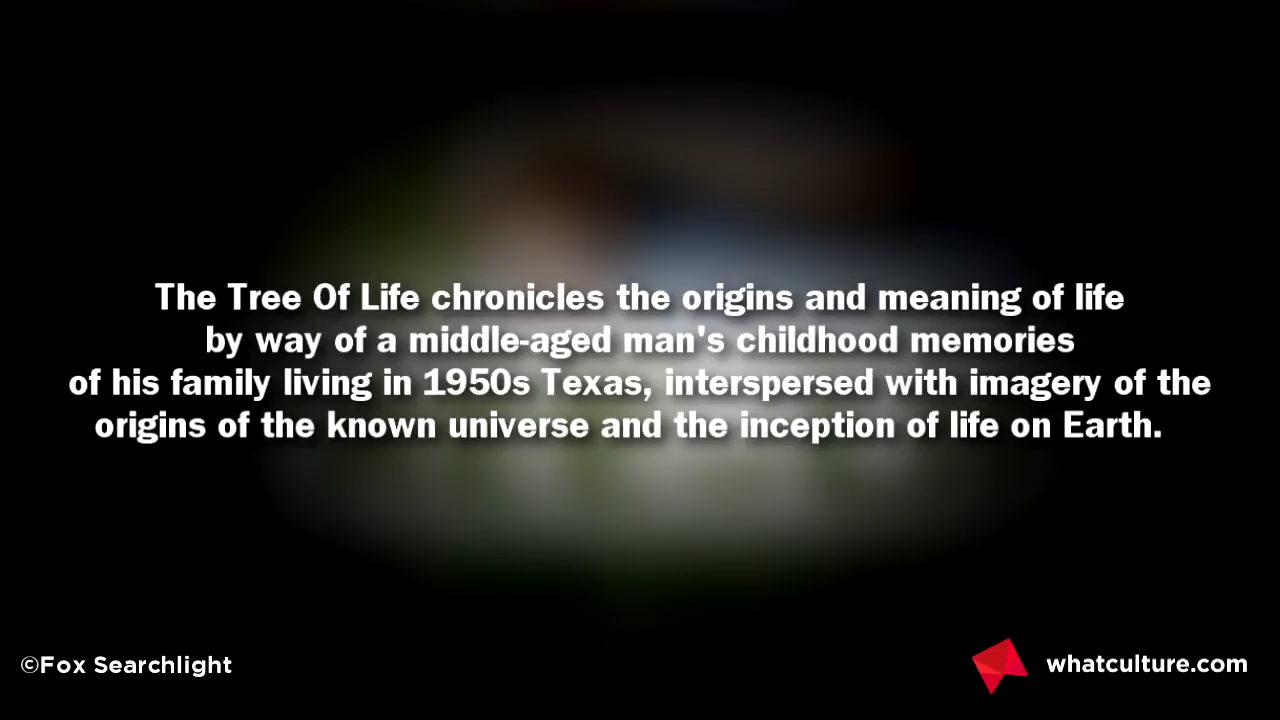 The Tree Of Life chronicles the origins and meaning of life
by way of a middle-aged man's childhood memories
of his family living in 1950s Texas, interspersed with imagery of the
origins of the known universe and the inception of life on Earth.
©Fox Searchlight
whatculture.com